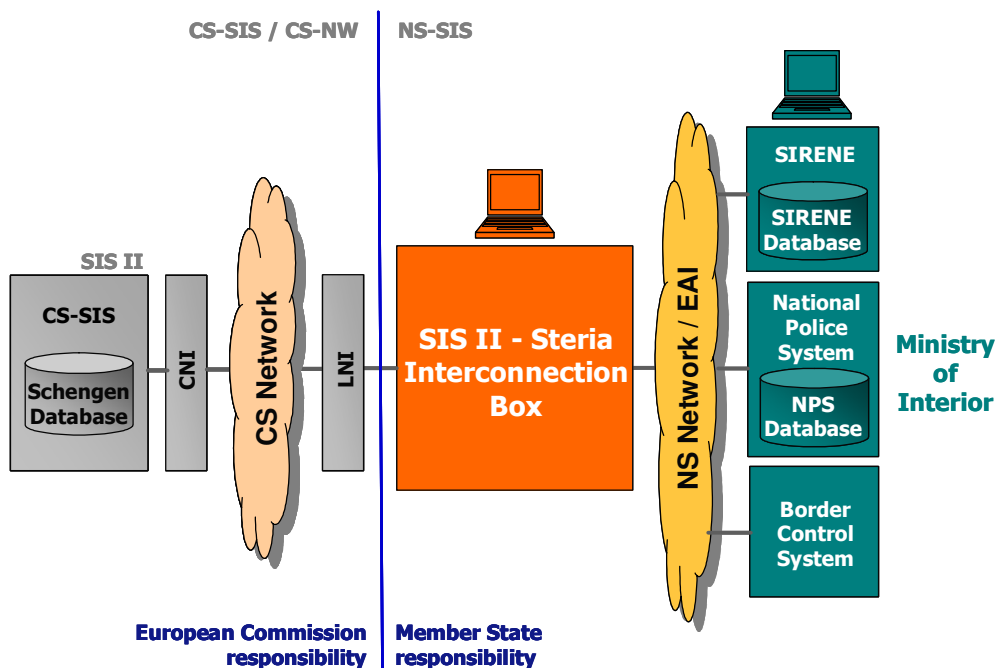 CS-SIS / CS-NW
NS-SIS
SIS II
CS-SIS
Schengen
Database
CNI
CS Network
LNI
SIS II - Steria
Interconnection
Box
NS Network / EAI
SIRENE
SIRENE
Database
National
Police
System
NPS
Database
Border
Control
System
Ministry
of
Interior
European Commission
responsibility
Member State
responsibility